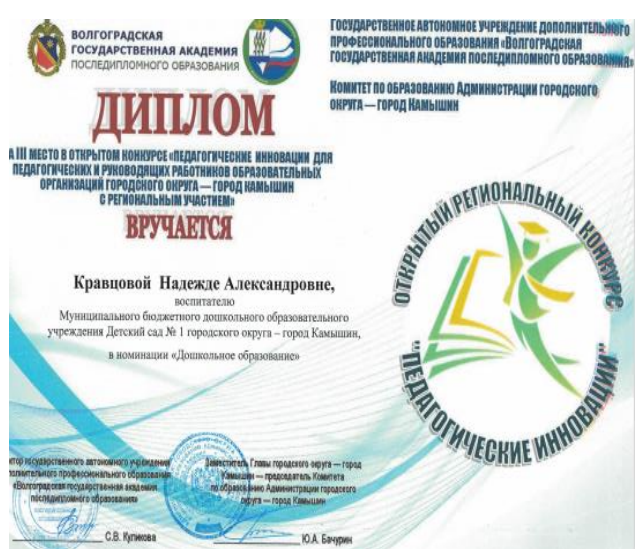 ВОЛГОГРАДСКАЯ
ГОСУДАРСТВЕННАЯ АКАДЕМИЯ
ПОСЛЕДИПЛОМНОГО ОБРАЗОВАНИЯ
ДИПЛОМ
А III МЕСТО В ОТКРЫТОМ КОНКУРСЕ «ПЕДАГОГИЧЕСКИЕ ИННОВАЦИИ ДЛЯ
ПЕДАГОГИЧЕСКИХ И РУКОВОДЯЩИХ РАБОТНИКОВ ОБРАЗОВАТЕЛЬНЫХ
ОРГАНИЗАЦИЙ ГОРОДСКОГО ОКРУГА — ГОРОД КАМЫШИН
С РЕГИОНАЛЬНЫМ УЧАСТИЕМ»
ВРУЧАЕТСЯ
Кравцовой Надежде Александровне,
воспитателю
Муниципального бюджетного дошкольного образовательного
учреждения Детский сад № 1 городского округа – город Камышин,
в номинации «Дошкольное образование»
ктор государственного автономного учреждения
полнительного профессионального образования
«Волгоградская государственная академия
последипломного образования»
С.В. Куликова
Заместитель Главы городского округа — город
Камышин — председатель Комитета
по образованию Администрации городского
округа — город Камышин
Ю.А. Бачурин
ГОСУДАРСТВЕННОЕ АВТОНОМНОЕ УЧРЕЖДЕНИЕ ДОПОЛНИТЕЛЬНОГО
ПРОФЕССИОНАЛЬНОГО ОБРАЗОВАНИЯ «ВОЛГОГРАДСКАЯ
ГОСУДАРСТВЕННАЯ АКАДЕМИЯ ПОСЛЕДИПЛОМНОГО ОБРАЗОВАНИЯ»
КОМИТЕТ ПО ОБРАЗОВАНИЮ АДМИНИСТРАЦИИ ГОРОДСКОГО
ОКРУГА — ГОРОД КАМЫШИН
ОТКРЫТЫЙ РЕГИОНАЛЬНЫЙ КОНКУРС
"ПЕДАГОГИЧЕСКИЕ ИННОВАЦИИ"